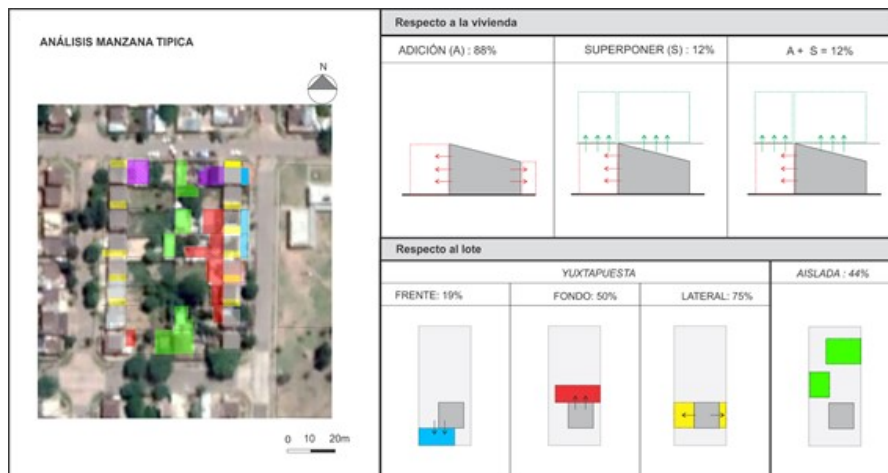 ANÁLISIS MANZANA TIPICA
N
0 10 20m
Respecto a la vivienda
ADICIÓN (A) : 88%
SUPERPONER (S) : 12%
A + S = 12%
Respecto al lote
YUXTAPUESTA
AISLADA : 44%
FRENTE: 19%
FONDO: 50%
LATERAL: 75%